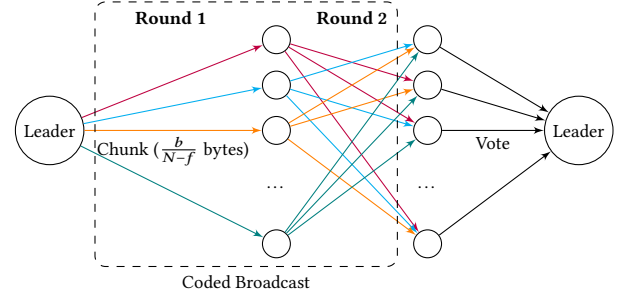 Round 1
Round 2
Leader
Leader
Chunk (b/N−f bytes)
Vote
...
...
Coded Broadcast